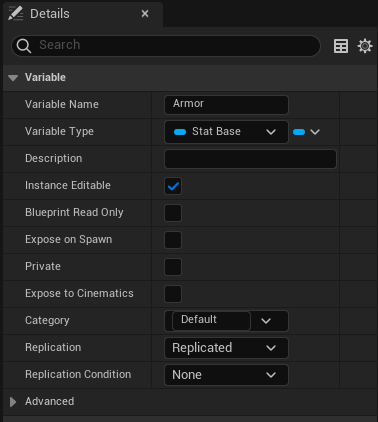 Details
Search
Variable
Variable Name Armor
Variable Type Stat Base
Description
Instance Editable
Blueprint Read Only
Expose on Spawn
Private
Expose to Cinematics
Category Default
Replication Replicated
Replication Condition None
Advanced